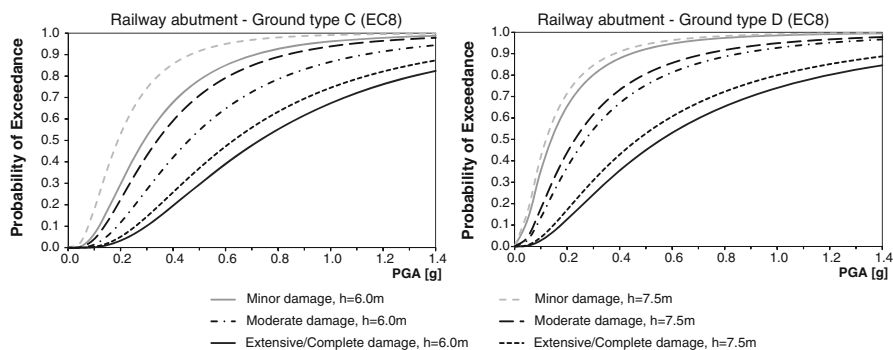 Railway abutment - Ground type C (EC8)
Probability of Exceedance
1.0
0.9
0.8
0.7
0.6
0.5
0.4
0.3
0.2
0.1
0.0
0.0 0.2 0.4 0.6 0.8 1.0 1.2 1.4
PGA [g]
Railway abutment - Ground type D (EC8)
Probability of Exceedance
1.0
0.9
0.8
0.7
0.6
0.5
0.4
0.3
0.2
0.1
0.0
0.0 0.2 0.4 0.6 0.8 1.0 1.2 1.4
PGA [g]
Minor damage, h=6.0m
Moderate damage, h=6.0m
Extensive/Complete damage, h=6.0m
Minor damage, h=7.5m
Moderate damage, h=7.5m
Extensive/Complete damage, h=7.5m